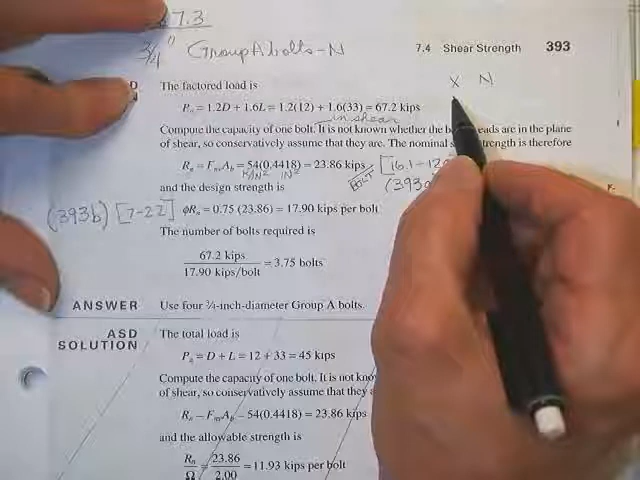 7.3
3/4" Group A bolts - N
7.4 Shear Strength 393
X N
The factored load is
Pu = 1.2D + 1.6L = 1.2(12) + 1.6(33) = 67.2 kips
in shear
Compute the capacity of one bolt. It is not known whether the are in the plane
of shear, so conservatively assume that they are. The nominal is therefore
Rn = FnvAb = 54(0.4418) = 23.86 kips [16.1-
K/IN² IN² BOLT (393a
and the design strength is
(393b) [7-22] φRn = 0.75 (23.86) = 17.90 kips per bolt
The number of bolts required is
67.2 kips
17.90 kips/bolt = 3.75 bolts
ANSWER Use four 3/4-inch-diameter Group A bolts.
ASD
SOLUTION
The total load is
Pa = D + L = 12 + 33 = 45 kips
Compute the capacity of one bolt. It is not
of shear, so conservatively assume that they
Rn = FnvAb = 54(0.4418) = 23.86 kips
and the allowable strength is
Rn/Ω = 23.86/2.00 = 11.93 kips per bolt